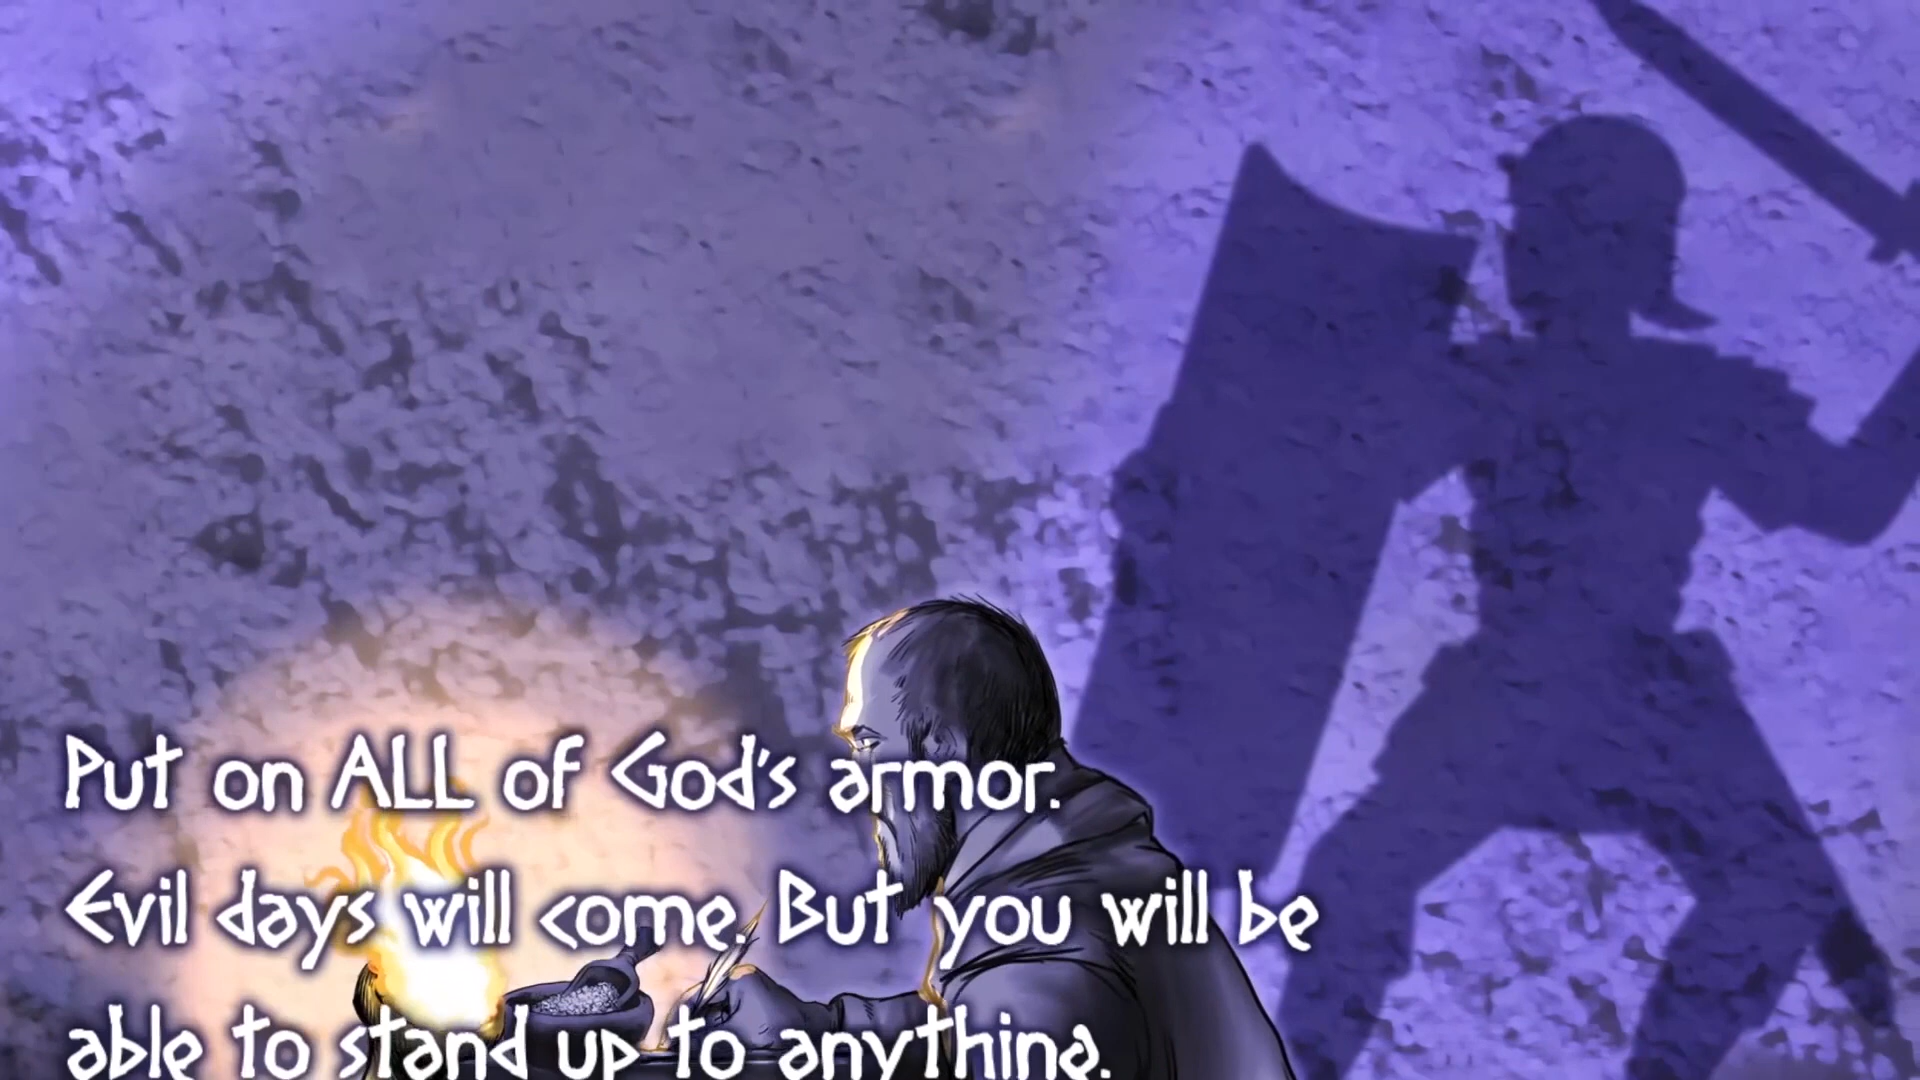 Put on ALL of God's armor.
Evil days will come. But you will be
able to stand up to anything.